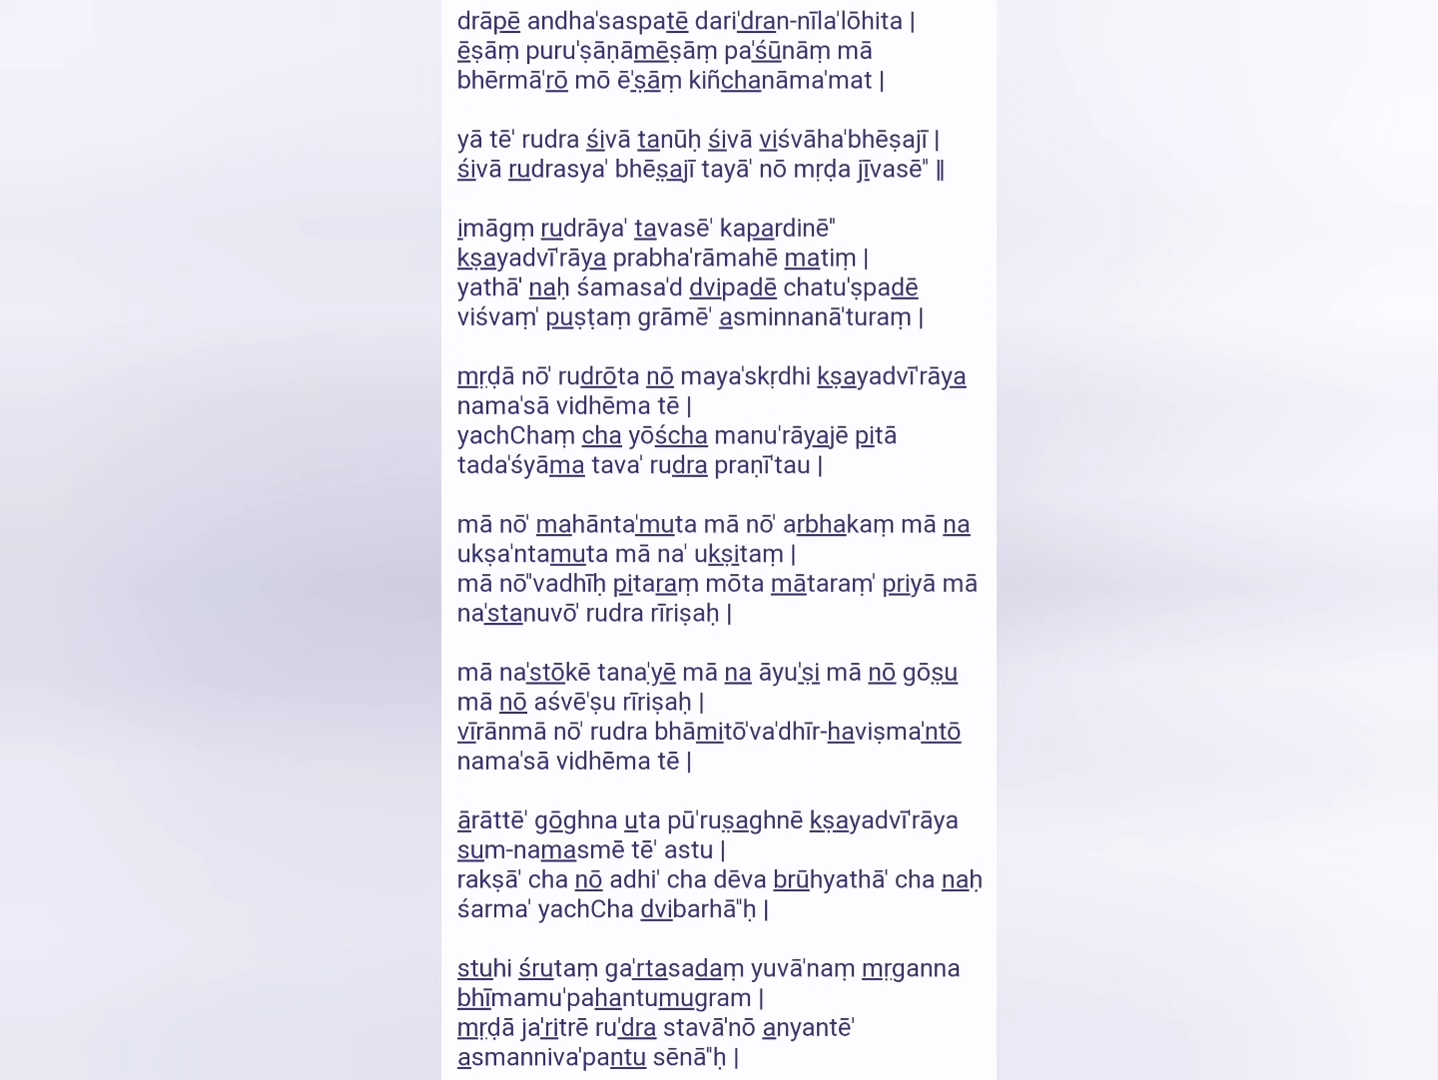 drāpē andha'saspatē dari'dran-nīla'lōhita |
ēṣāṃ puru'ṣāṇāmēṣāṃ pa'śūnāṃ mā
bhērmā'rō mō ē'ṣāṃ kiñchanāma'mat |
yā tē' rudra śivā tanūḥ śivā viśvāha'bhēṣajī |
śivā rudrasya' bhēṣajī tayā' nō mṛḍa jīvasē" ‖
imāgṃ rudrāya' tavasē' kapardinē"
kṣayadvī'rāya prabha'rāmahē matiṃ |
yathā' naḥ śamasa'd dvipadē chatu'ṣpadē
viśvaṃ' puṣṭaṃ grāmē' asminnanā'turaṃ |
mṛḍā nō' rudrōta nō maya'skṛdhi kṣayadvī'rāya
nama'sā vidhēma tē |
yachChaṃ cha yōścha manu'rāyajē pitā
tada'śyāma tava' rudra praṇī'tau |
mā nō' mahānta'muta mā nō' arbhakaṃ mā na
ukṣa'ntamuta mā na' ukṣitaṃ |
mā nō"vadhīḥ pitaraṃ mōta mātaraṃ' priyā mā
na'stanuvō' rudra rīriṣaḥ |
mā na'stōkē tana'yē mā na āyu'ṣi mā nō gōṣu
mā nō aśvē'ṣu rīriṣaḥ |
vīrānmā nō' rudra bhāmitō'va'dhīr-haviṣma'ntō
nama'sā vidhēma tē |
ārāttē' gōghna uta pū'ruṣaghnē kṣayadvī'rāya
sum-namasmē tē' astu |
rakṣā' cha nō adhi' cha dēva brūhyathā' cha naḥ
śarma' yachCha dvibarhā"ḥ |
stuhi śrutaṃ ga'rtasadaṃ yuvā'naṃ mṛganna
bhīmamu'pahantumugram |
mṛḍā ja'ritrē ru'dra stavā'nō anyantē'
asmanniva'pantu sēnā"ḥ |